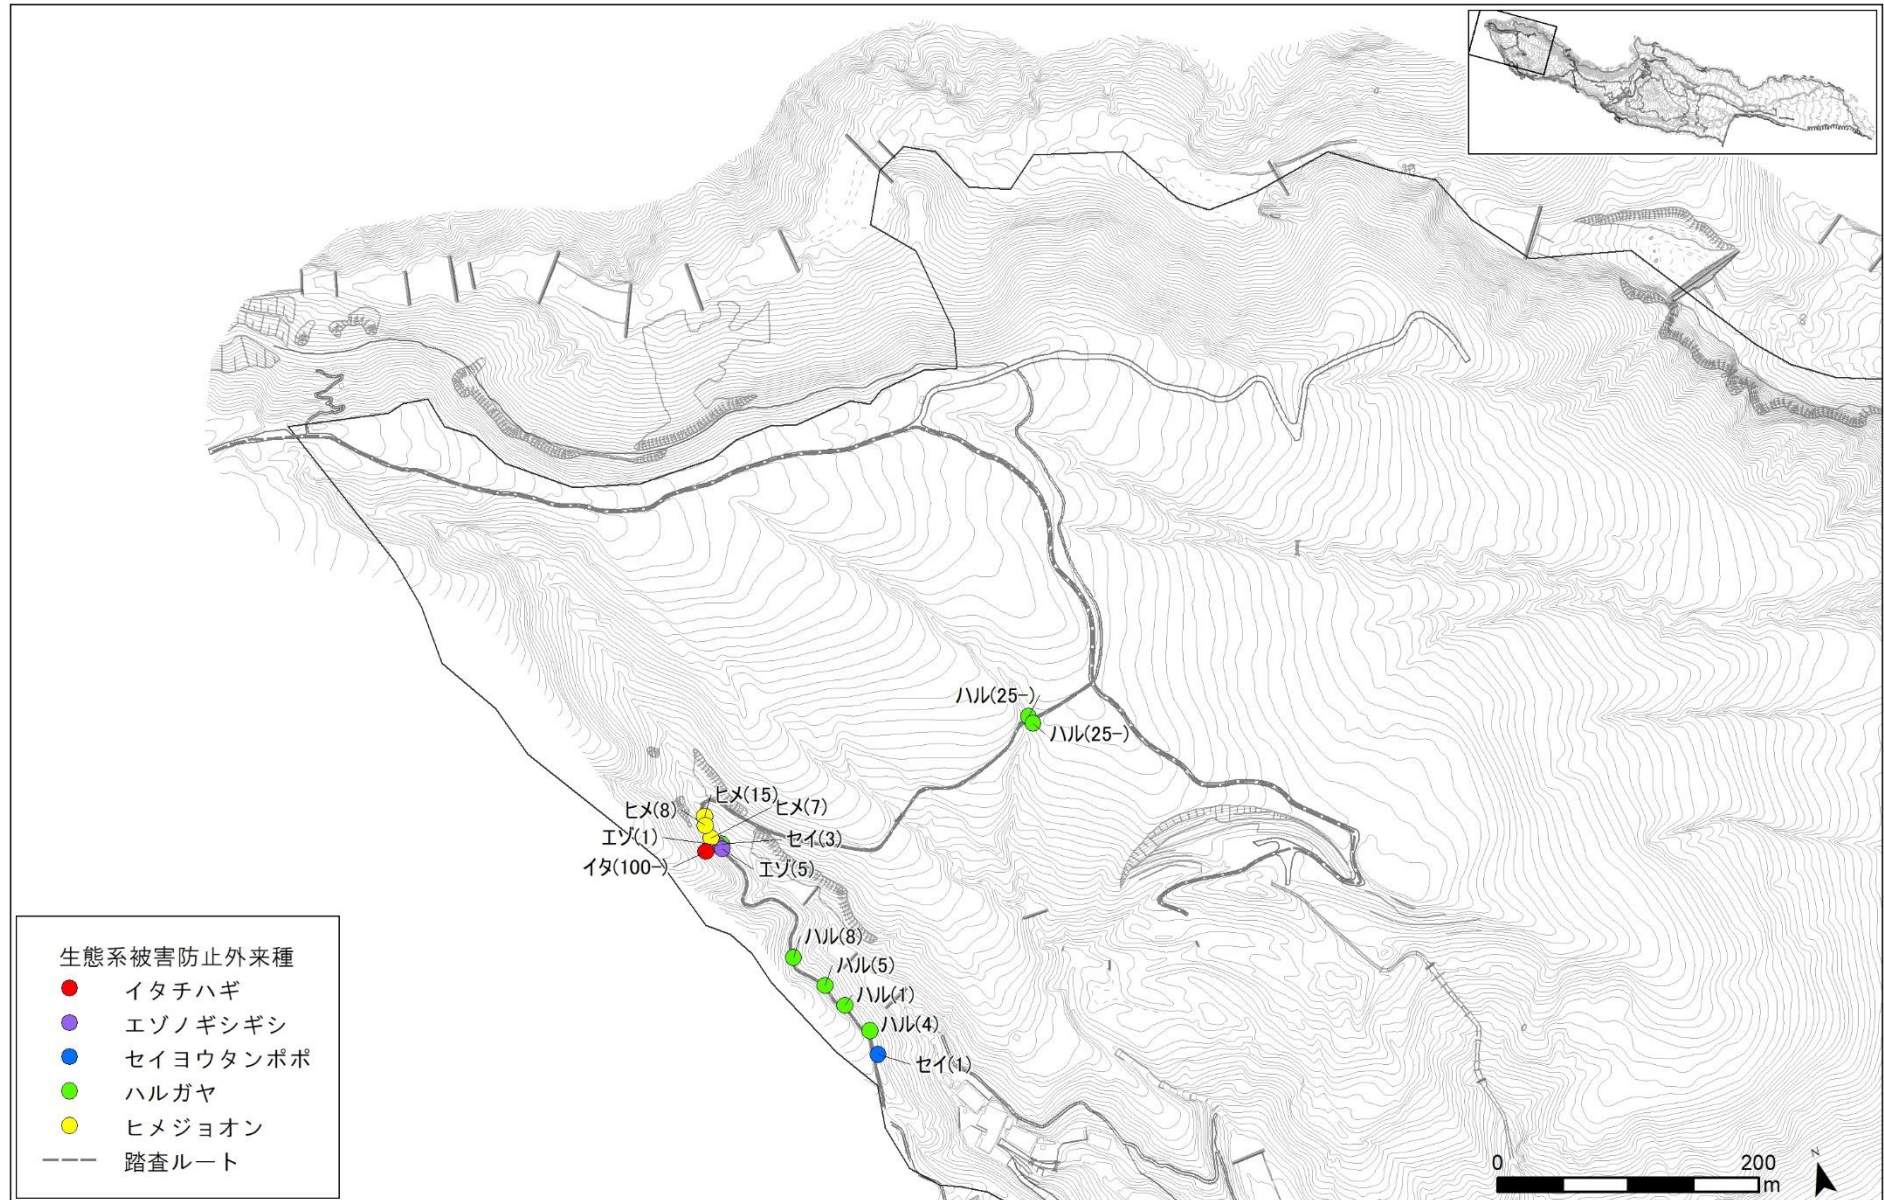 ハル(25-)
ハル(25-)
ヒメ(15)
ヒメ(8)
ヒメ(7)
エゾ(1)
セイ(3)
イタ(100-)
エゾ(5)
ハル(8)
ハル(5)
ハル(1)
ハル(4)
セイ(1)
生態系被害防止外来種
イタチハギ
エゾノギシギシ
セイヨウタンポポ
ハルガヤ
ヒメジョオン
踏査ルート
0 200
m
N